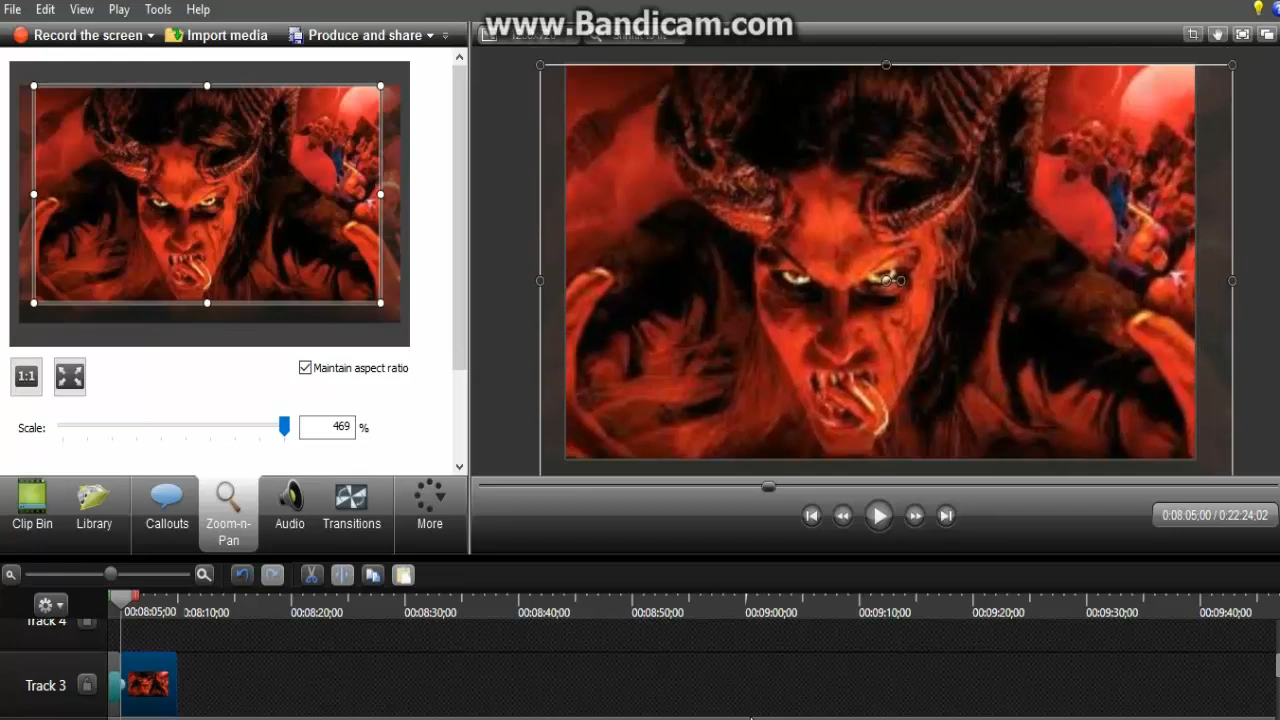 www.Bandicam.com
File Edit View Play Tools Help
Record the screen Import media Produce and share
1:1
Maintain aspect ratio
Scale: 469 %
Clip Bin Library Callouts Zoom-n-Pan Audio Transitions More
0:08:05;00 / 0:22:24;02
00:08:05;00 0:08:10;00 00:08:20;00 00:08:30;00 00:08:40;00 00:08:50;00 00:09:00;00 00:09:10;00 00:09:20;00 00:09:30;00 00:09:40;00
Track 4
Track 3